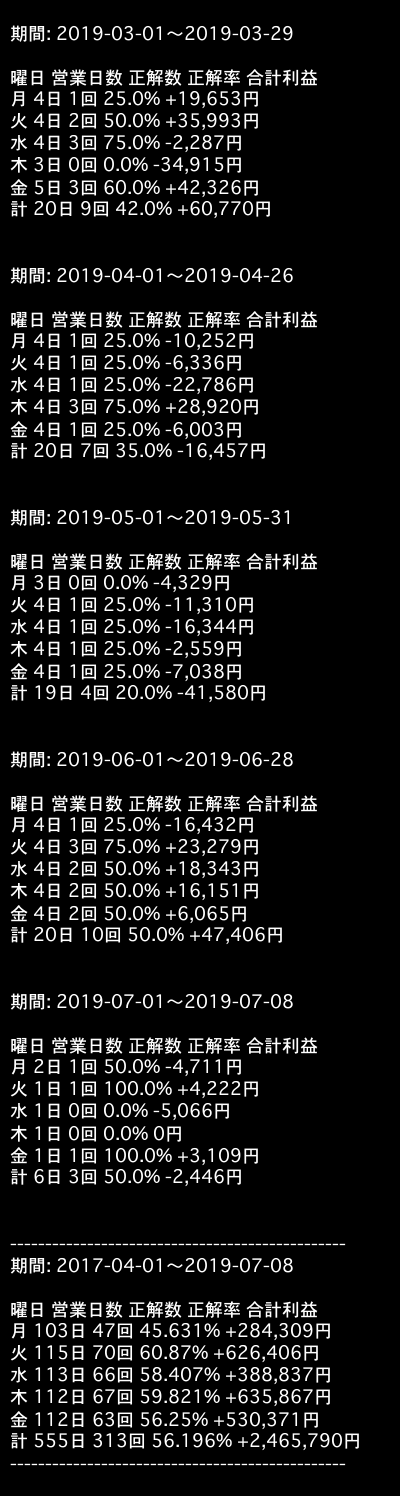 期間: 2019-03-01〜2019-03-29
曜日 営業日数 正解数 正解率 合計利益
月 4日 1回 25.0% +19,653円
火 4日 2回 50.0% +35,993円
水 4日 3回 75.0% -2,287円
木 3日 0回 0.0% -34,915円
金 5日 3回 60.0% +42,326円
計 20日 9回 42.0% +60,770円
期間: 2019-04-01〜2019-04-26
曜日 営業日数 正解数 正解率 合計利益
月 4日 1回 25.0% -10,252円
火 4日 1回 25.0% -6,336円
水 4日 1回 25.0% -22,786円
木 4日 3回 75.0% +28,920円
金 4日 1回 25.0% -6,003円
計 20日 7回 35.0% -16,457円
期間: 2019-05-01〜2019-05-31
曜日 営業日数 正解数 正解率 合計利益
月 3日 0回 0.0% -4,329円
火 4日 1回 25.0% -11,310円
水 4日 1回 25.0% -16,344円
木 4日 1回 25.0% -2,559円
金 4日 1回 25.0% -7,038円
計 19日 4回 20.0% -41,580円
期間: 2019-06-01〜2019-06-28
曜日 営業日数 正解数 正解率 合計利益
月 4日 1回 25.0% -16,432円
火 4日 3回 75.0% +23,279円
水 4日 2回 50.0% +18,343円
木 4日 2回 50.0% +16,151円
金 4日 2回 50.0% +6,065円
計 20日 10回 50.0% +47,406円
期間: 2019-07-01〜2019-07-08
曜日 営業日数 正解数 正解率 合計利益
月 2日 1回 50.0% -4,711円
火 1日 1回 100.0% +4,222円
水 1日 0回 0.0% -5,066円
木 1日 0回 0.0% 0円
金 1日 1回 100.0% +3,109円
計 6日 3回 50.0% -2,446円
------------------------------------------------
期間: 2017-04-01〜2019-07-08
曜日 営業日数 正解数 正解率 合計利益
月 103日 47回 45.631% +284,309円
火 115日 70回 60.87% +626,406円
水 113日 66回 58.407% +388,837円
木 112日 67回 59.821% +635,867円
金 112日 63回 56.25% +530,371円
計 555日 313回 56.196% +2,465,790円
------------------------------------------------